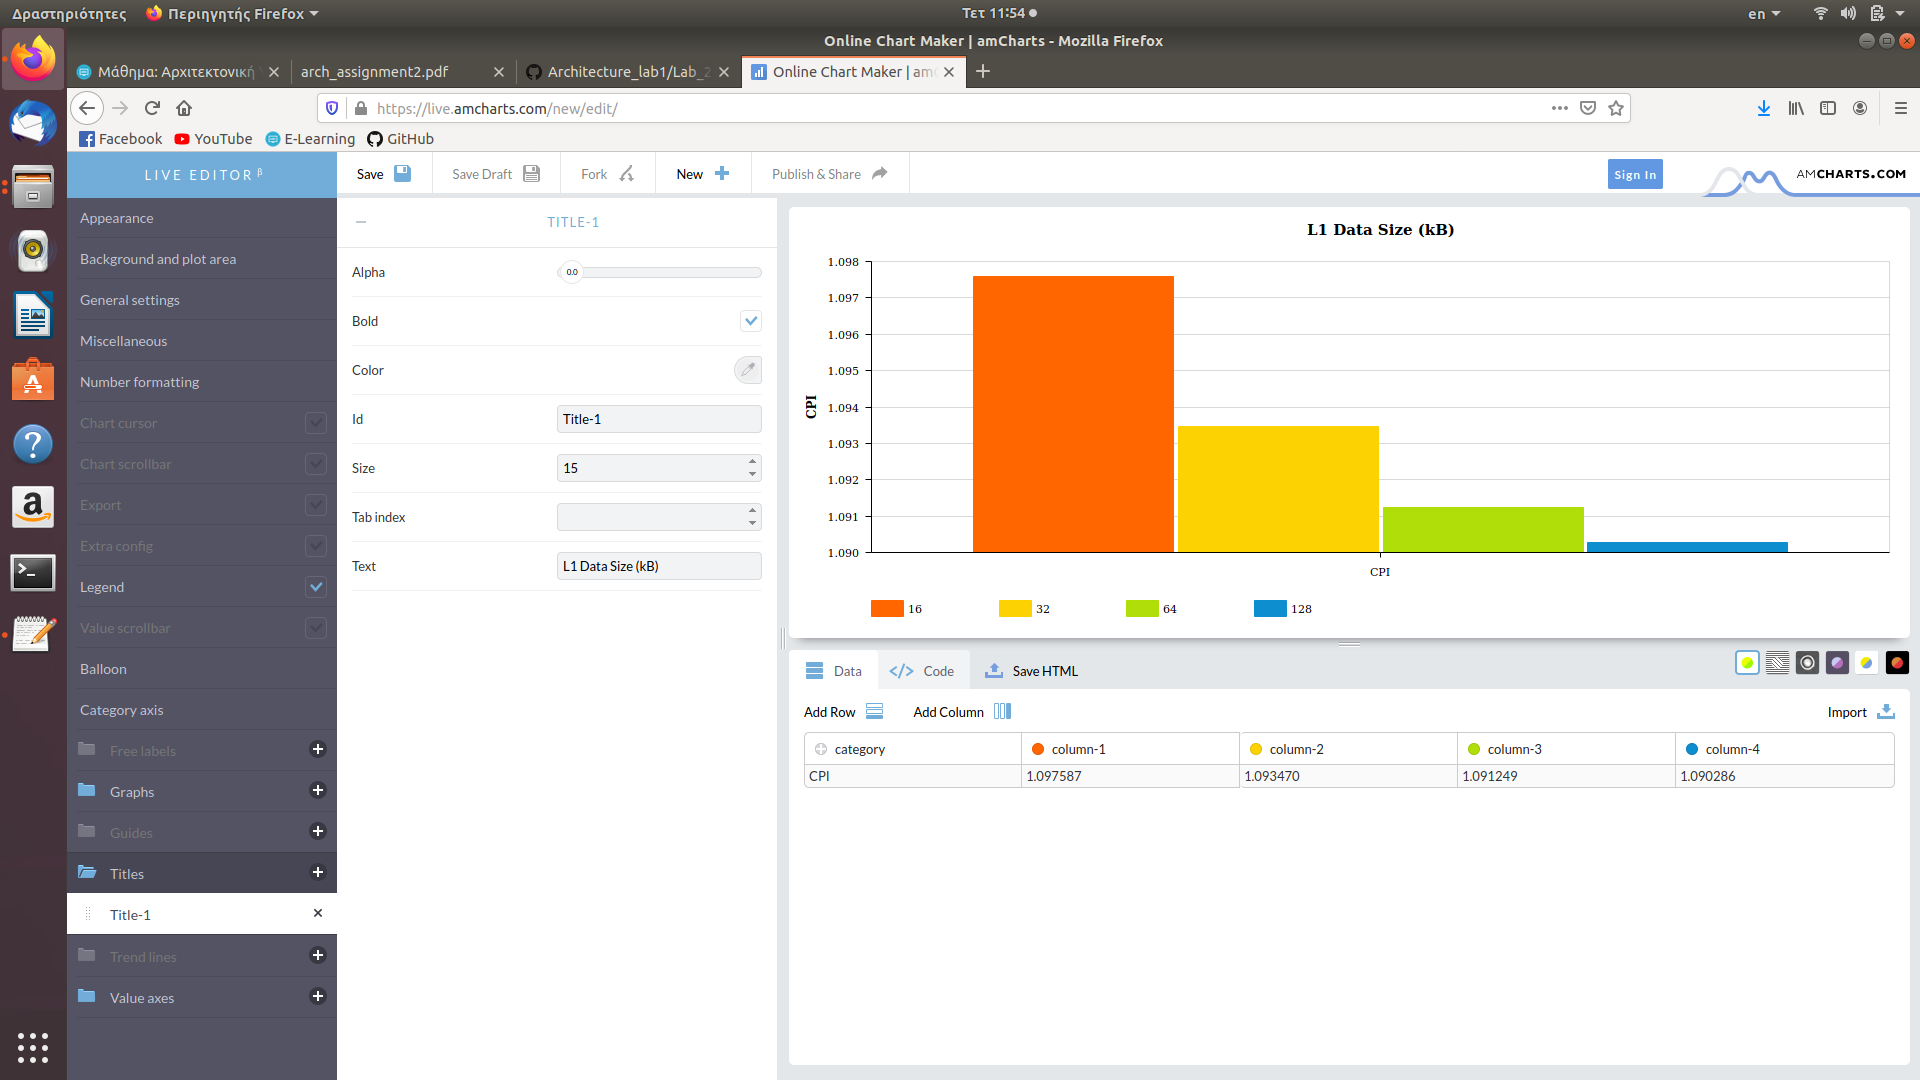 Δραστηριότητες Περιηγητής Firefox Τετ 11:54 en
Online Chart Maker | amCharts - Mozilla Firefox
Μάθημα: Αρχιτεκτονική arch_assignment2.pdf Architecture_lab1/Lab_2 Online Chart Maker | am
https://live.amcharts.com/new/edit/
Facebook YouTube E-Learning GitHub
LIVE EDITOR β
Save Save Draft Fork New Publish & Share Sign In AMCHARTS.COM
Appearance
Background and plot area
General settings
Miscellaneous
Number formatting
Chart cursor
Chart scrollbar
Export
Extra config
Legend
Value scrollbar
Balloon
Category axis
Free labels
Graphs
Guides
Titles
Title-1
Trend lines
Value axes
TITLE-1
Alpha 0.0
Bold
Color
Id Title-1
Size 15
Tab index
Text L1 Data Size (kB)
L1 Data Size (kB)
1.098
1.097
1.096
1.095
1.094
1.093
1.092
1.091
1.090
CPI
CPI
16 32 64 128
Data Code Save HTML
Add Row Add Column Import
category column-1 column-2 column-3 column-4
CPI 1.097587 1.093470 1.091249 1.090286